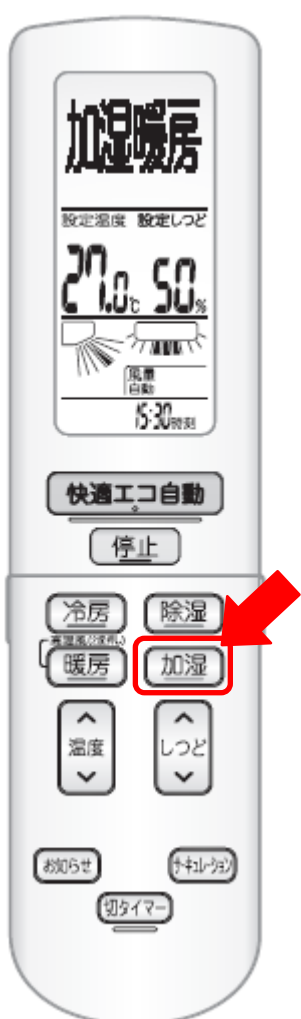 加湿暖房
設定温度 設定しつど
27.0℃ 50%
風量
自動
15:30時刻
快適エコ自動
停止
冷房 除湿
暖房 加湿
温度 しつど
お知らせ サーキュレーション
切タイマー